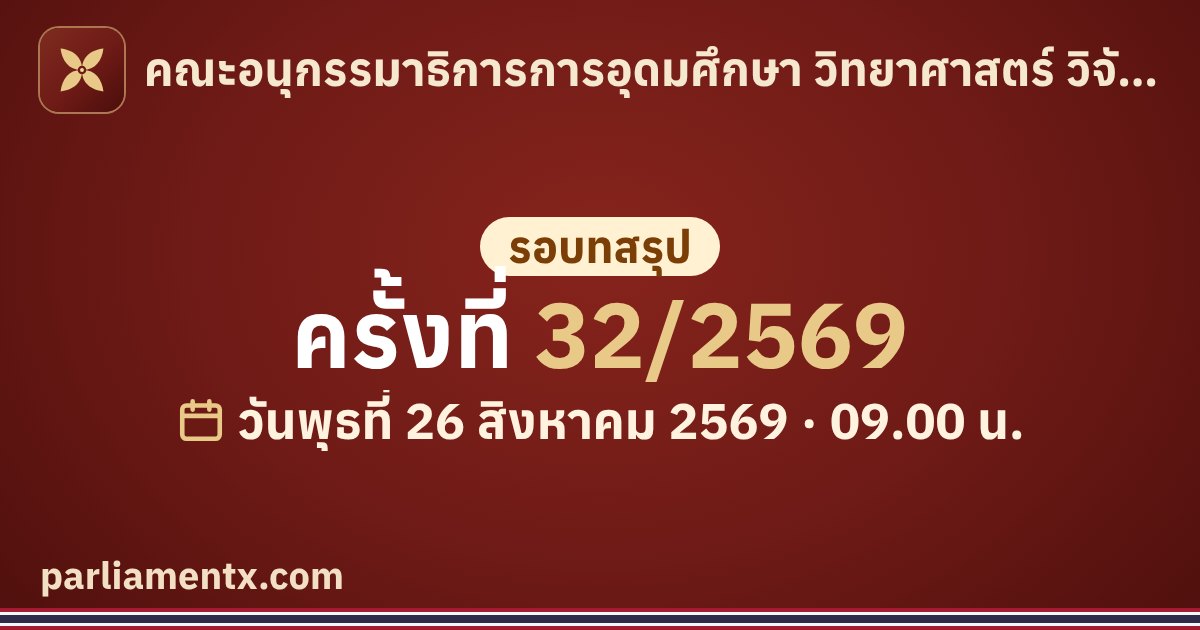 คณะอนุกรรมาธิการการอุดมศึกษา วิทยาศาสตร์ วิจั...
รอบทสรุป
ครั้งที่ 32/2569
วันพุธที่ 26 สิงหาคม 2569 · 09.00 น.
parliamentx.com